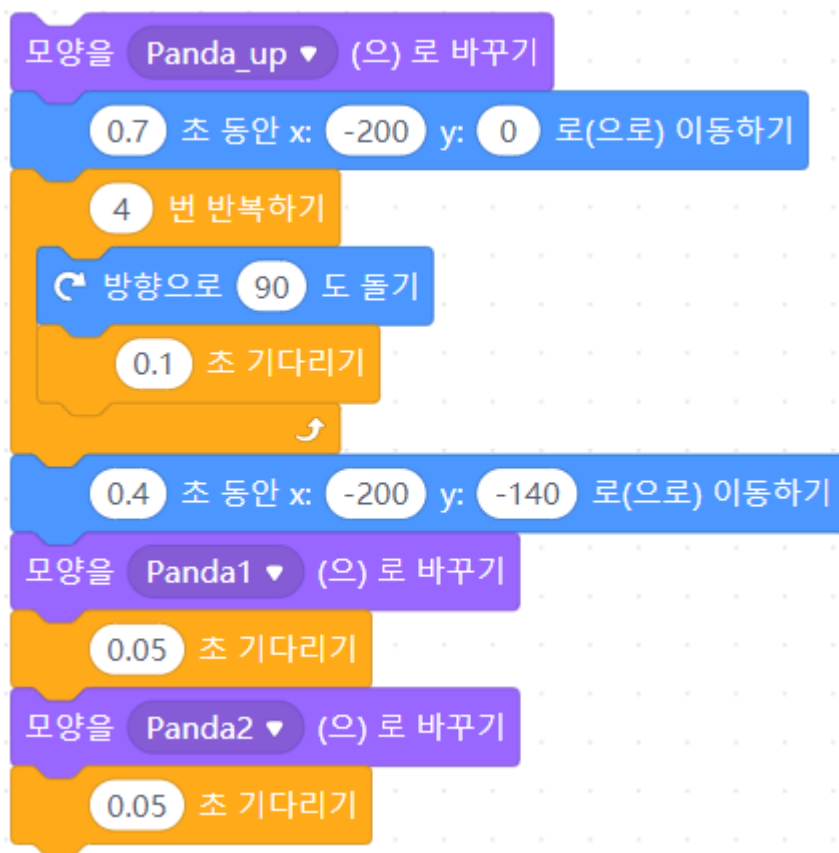 모양을 Panda_up ▼ (으) 로 바꾸기
0.7 초 동안 x: -200 y: 0 로(으로) 이동하기
4 번 반복하기
방향으로 90 도 돌기
0.1 초 기다리기
0.4 초 동안 x: -200 y: -140 로(으로) 이동하기
모양을 Panda1 ▼ (으) 로 바꾸기
0.05 초 기다리기
모양을 Panda2 ▼ (으) 로 바꾸기
0.05 초 기다리기